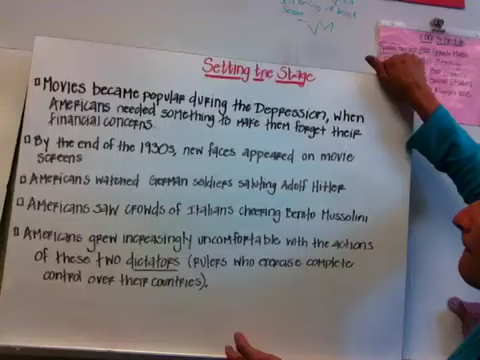 Setting the Stage
Movies became popular during the Depression, when
Americans needed something to make them forget their
financial concerns.
By the end of the 1930s, new faces appeared on movie
screens
Americans watched German soldiers saluting Adolf Hitler
Americans saw crowds of Italians cheering Benito Mussolini
Americans grew increasingly uncomfortable with the actions
of these two dictators (rulers who exercise complete
control over their countries).